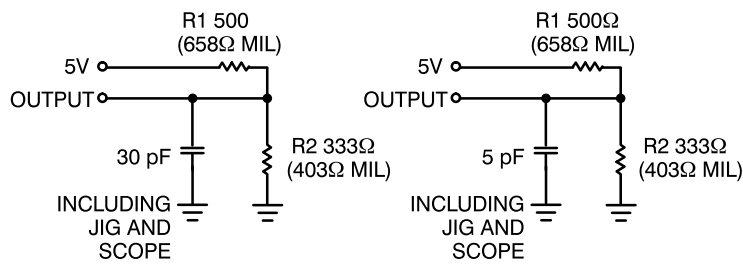 R1 500
(658Ω MIL)
5V
OUTPUT
30 pF
R2 333Ω
(403Ω MIL)
INCLUDING
JIG AND
SCOPE
R1 500Ω
(658Ω MIL)
5V
OUTPUT
5 pF
R2 333Ω
(403Ω MIL)
INCLUDING
JIG AND
SCOPE